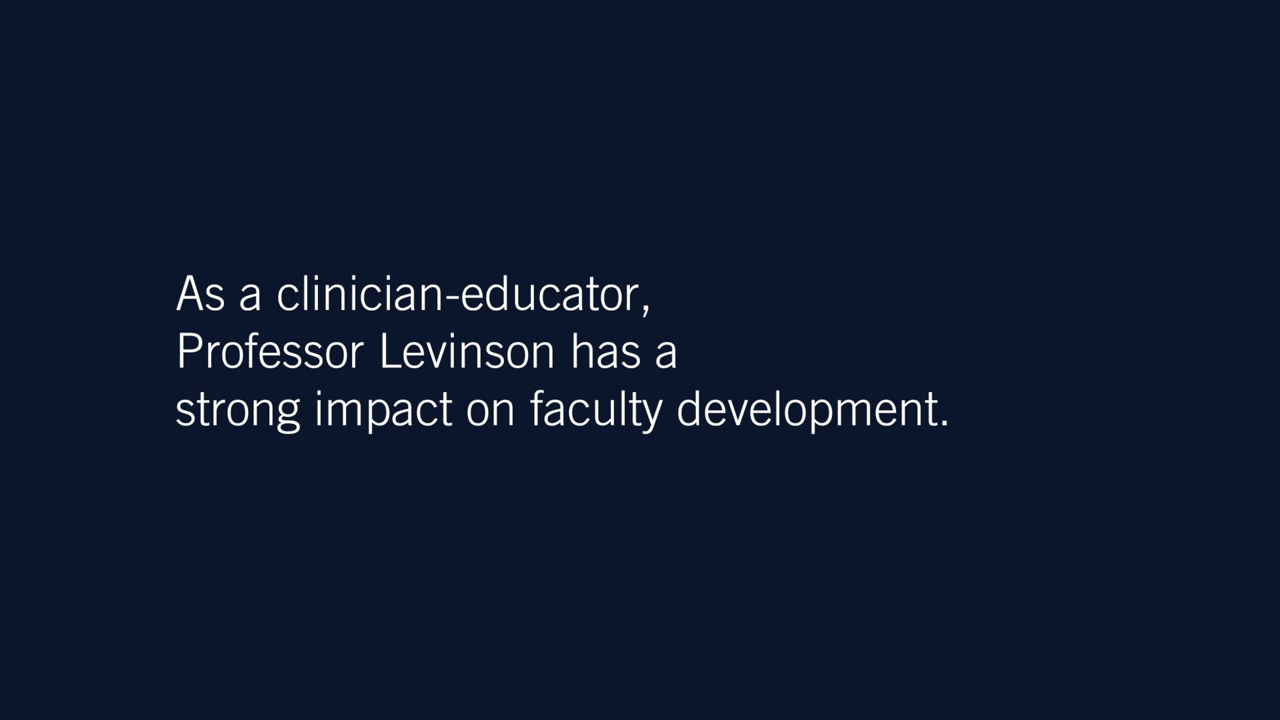 As a clinician-educator,
Professor Levinson has a
strong impact on faculty development.